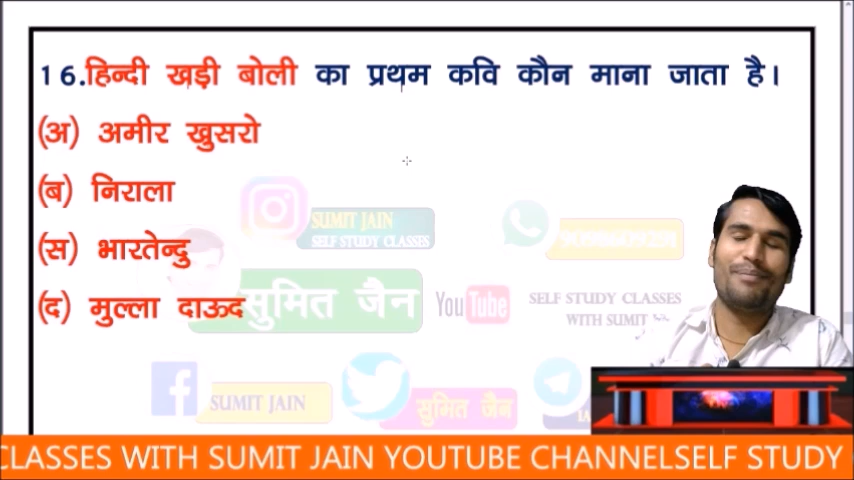 16.हिन्दी खड़ी बोली का प्रथम कवि कौन माना जाता है।
(अ) अमीर खुसरो
(ब) निराला
(स) भारतेन्दु
(द) मुल्ला दाऊद
SUMIT JAIN
SELF STUDY CLASSES
सुमित जैन
YouTube
SELF STUDY CLASSES
WITH SUMIT
SUMIT JAIN
सुमित जैन
CLASSES WITH SUMIT JAIN YOUTUBE CHANNELSELF STUDY